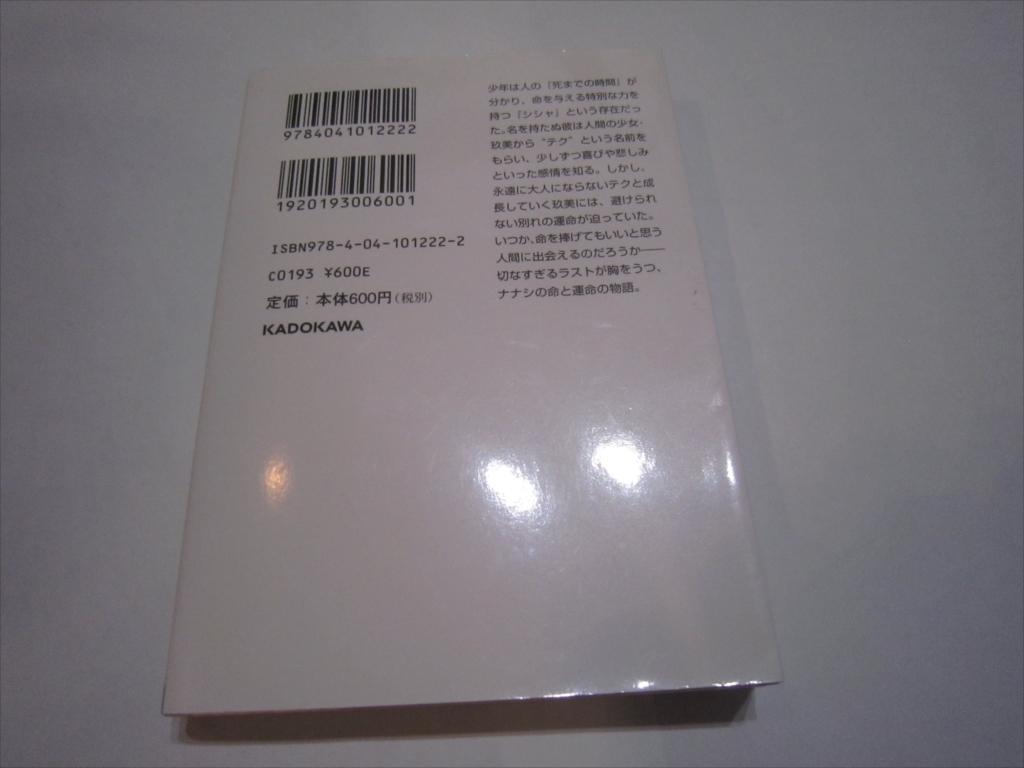 9784041012222
1920193006001
ISBN978-4-04-101222-2
C0193 ¥600E
定価：本体600円（税別）
KADOKAWA
少年は人の『死までの時間』が
分かり、命を与える特別な力を
持つ『シシャ』という存在だっ
た。名を持たぬ彼は人間の少女・
玖美から“テク”という名前を
もらい、少しずつ喜びや悲しみ
といった感情を知る。しかし、
永遠に大人にならないテクと成
長していく玖美には、避けられ
ない別れの運命が迫っていた。
いつか、命を捧げてもいいと思う
人間に出会えるのだろうか――
切なすぎるラストが胸をうつ、
ナナシの命と運命の物語。